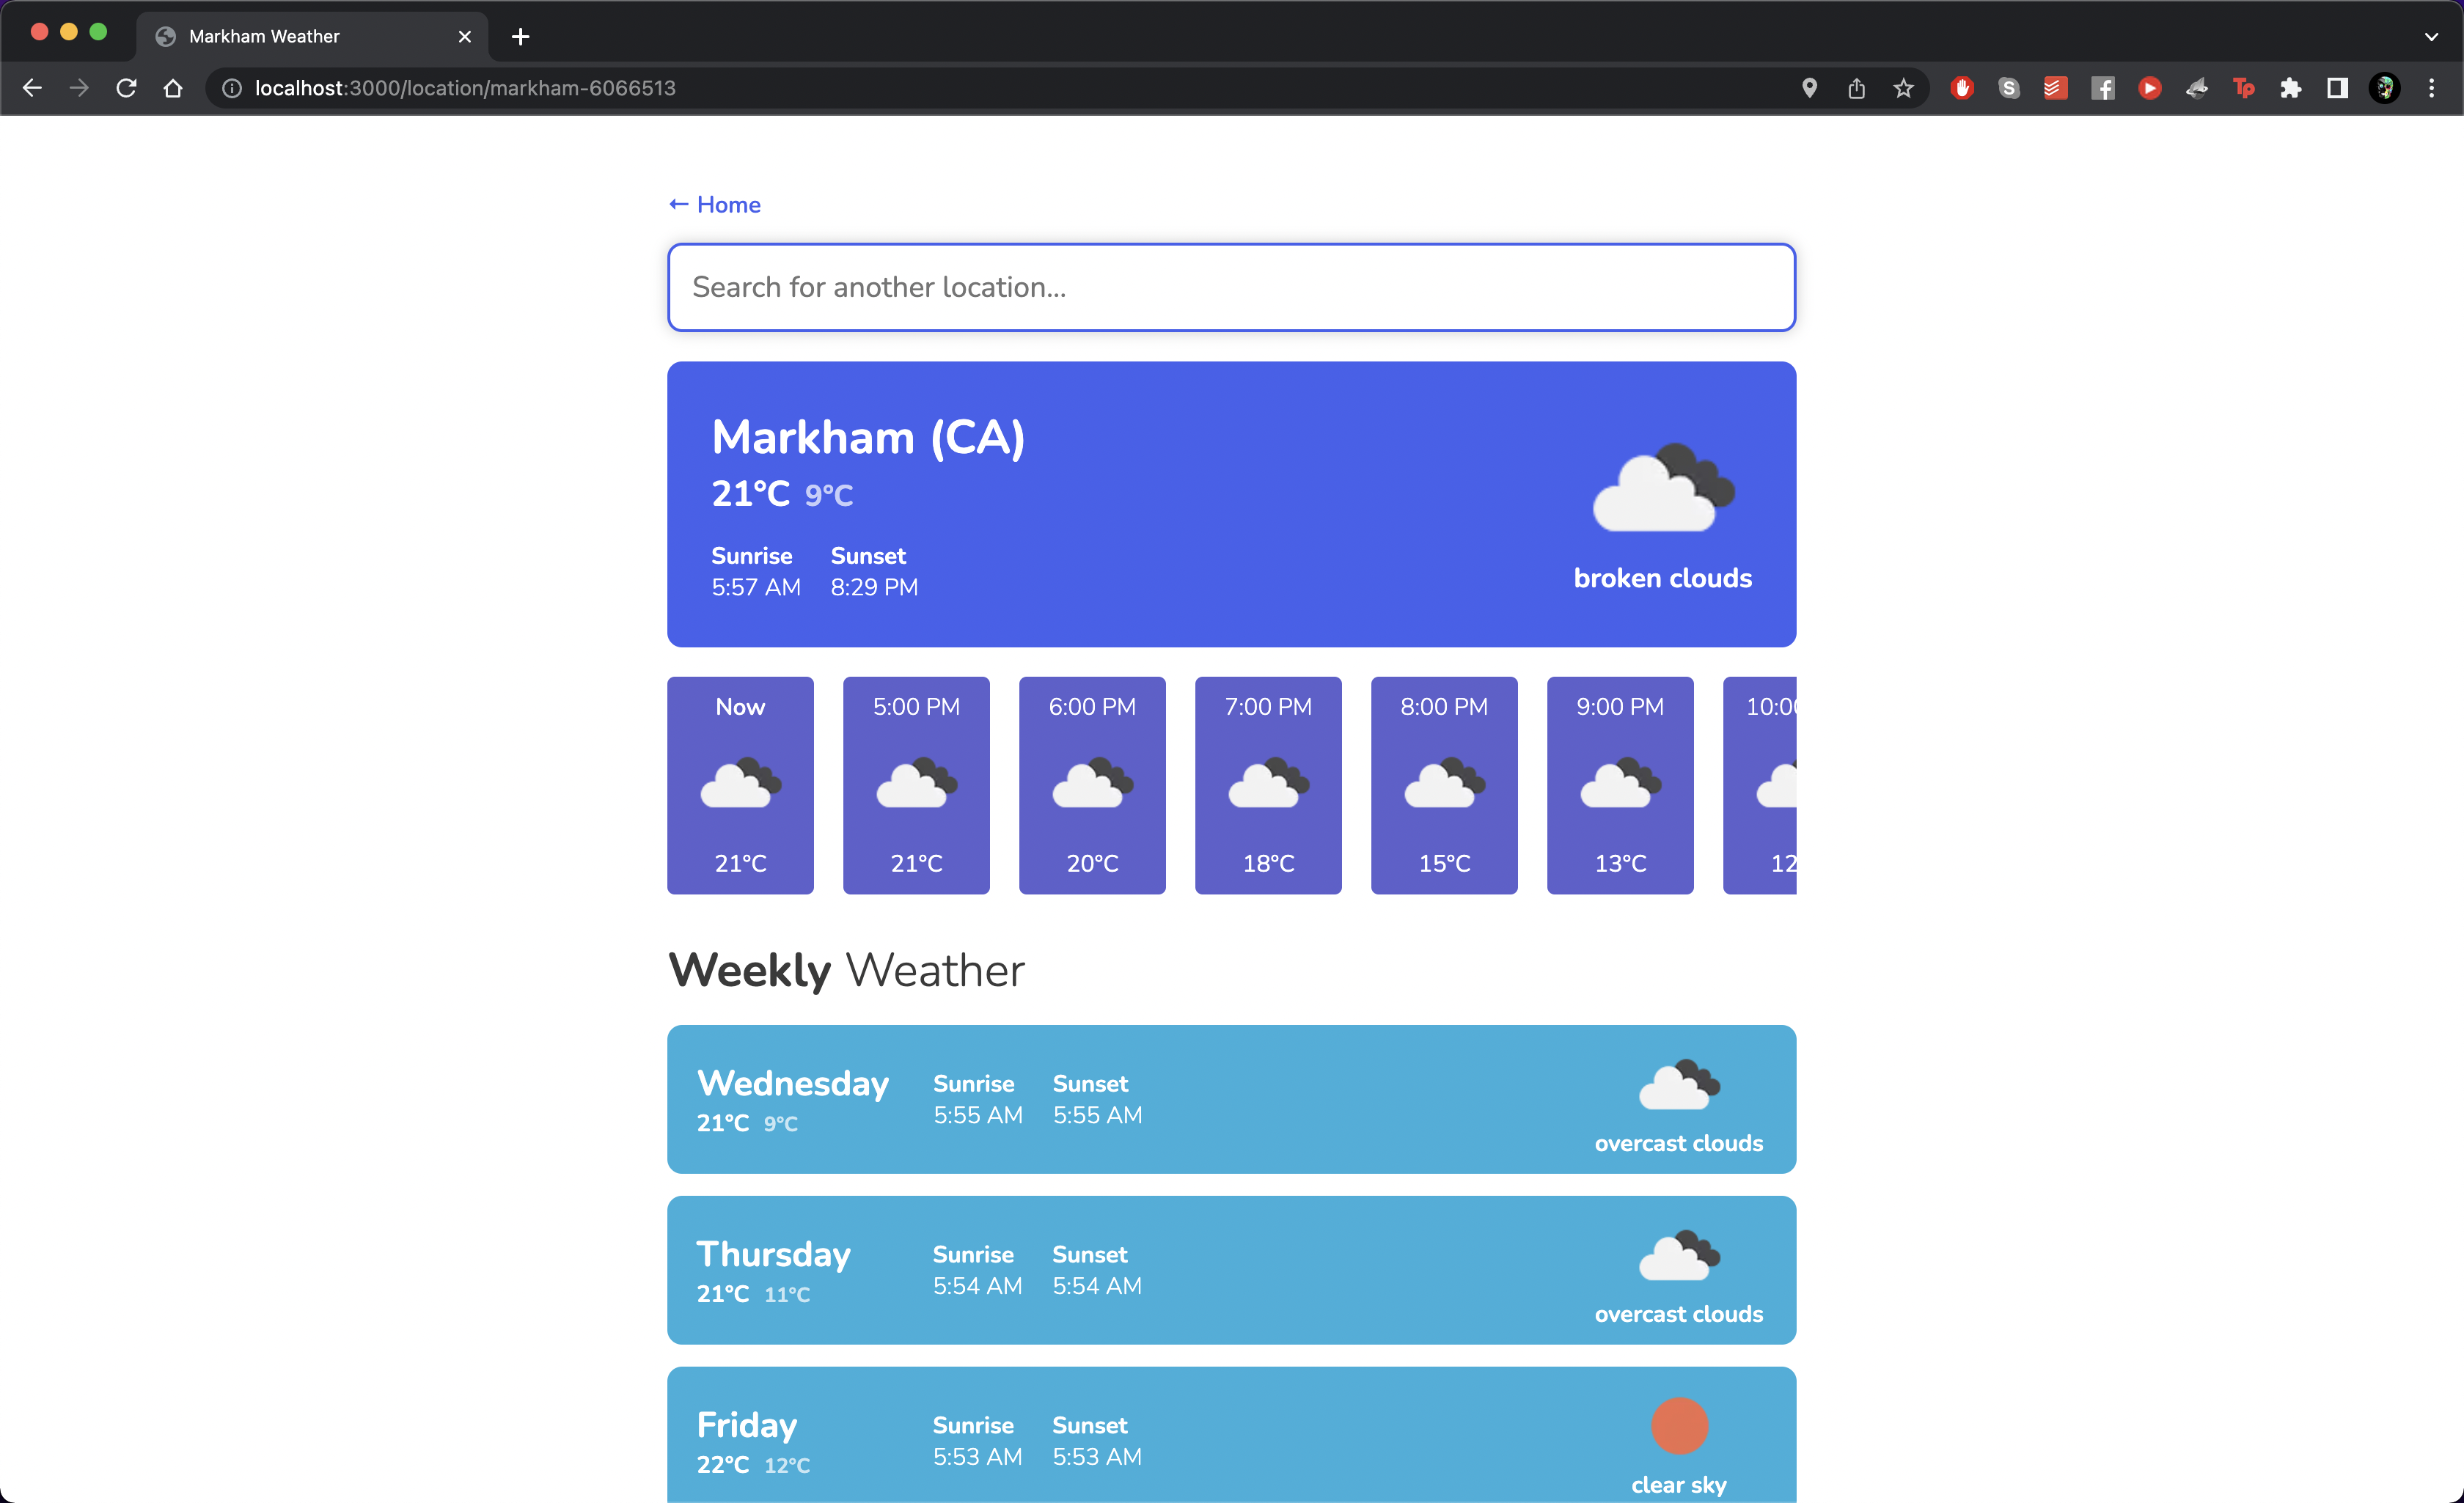 Markham Weather
localhost:3000/location/markham-6066513
← Home
Search for another location...
Markham (CA)
21°C 9°C
Sunrise Sunset
5:57 AM 8:29 PM
broken clouds
Now 5:00 PM 6:00 PM 7:00 PM 8:00 PM 9:00 PM 10:00
21°C 21°C 20°C 18°C 15°C 13°C 12
Weekly Weather
Wednesday Sunrise Sunset
21°C 9°C 5:55 AM 5:55 AM
overcast clouds
Thursday Sunrise Sunset
21°C 11°C 5:54 AM 5:54 AM
overcast clouds
Friday Sunrise Sunset
22°C 12°C 5:53 AM 5:53 AM
clear sky